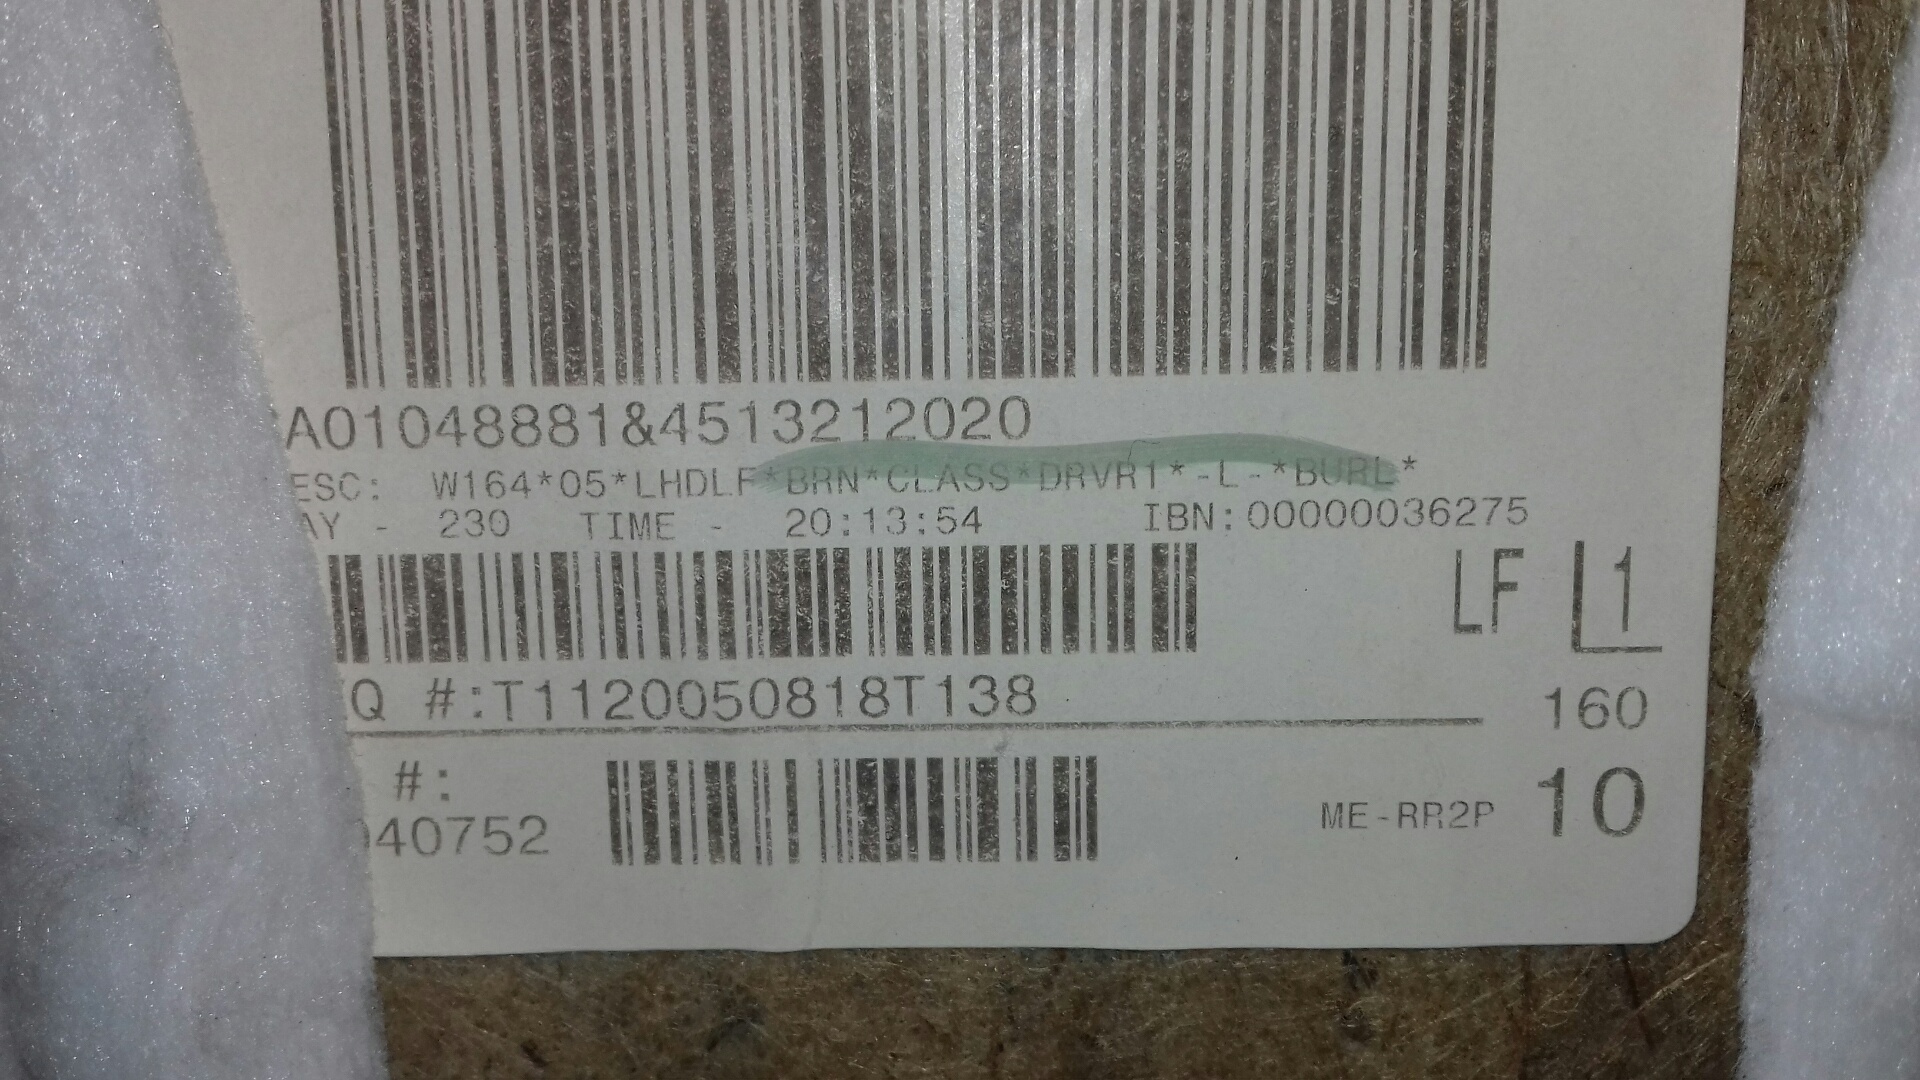 A01048881&4513212020
ESC: W164*05*LHDLF*BRN*CLASS*DRVR1*-L-*BURL*
AY - 230 TIME - 20:13:54 IBN:00000036275
LF L1
Q #:T1120050818T138
160
#:
40752
ME-RR2P 10